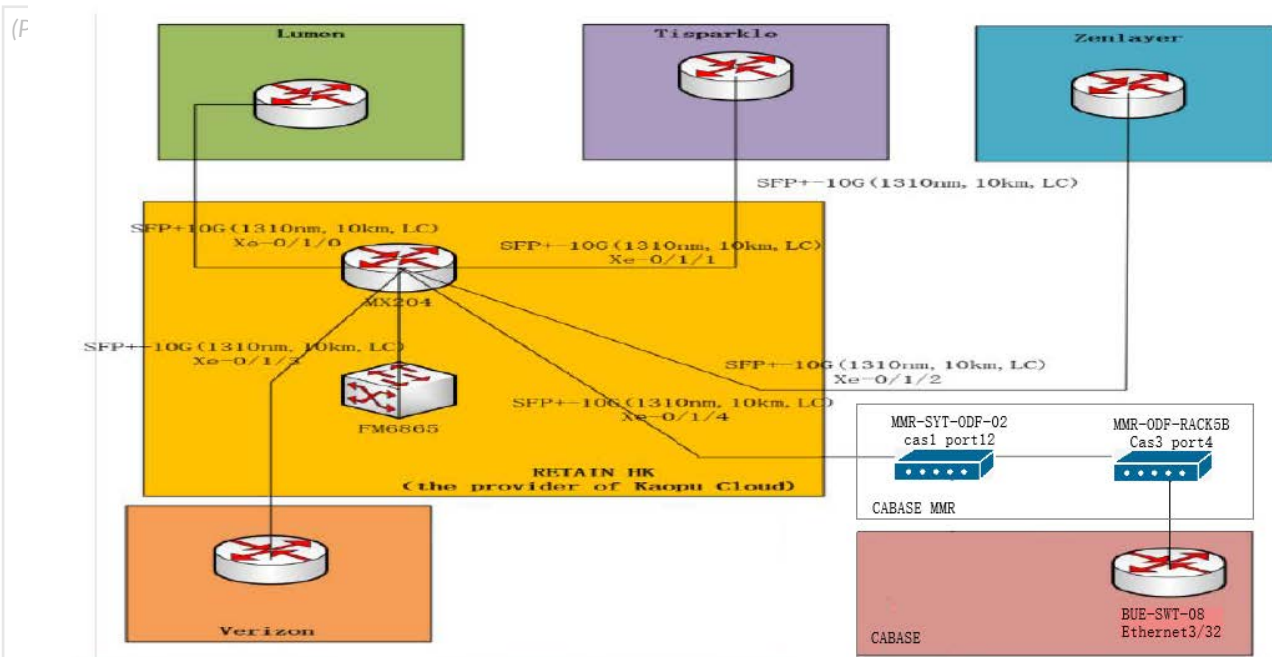 (P
Lumon
Tisparklo
Zenlayer
SFP+-10G(1310nm, 10km, LC)
SFP+10G(1310nm, 10km, LC)
Xe-0/1/0
SFP+-10G(1310nm, 10km, LC)
Xe-0/1/1
MX204
SFP+-10G(1310nm, 10km, LC)
Xe-0/1/3
SFP+-10G(1310nm, 10km, LC)
Xe-0/1/2
SFP+-10G(1310nm, 10km, LC)
Xe-0/1/4
FM6865
MMR-SYT-ODF-02
cas1 port12
MMR-ODF-RACK5B
Cas3 port4
RETAIN HK
(the provider of Kaopu Cloud)
CABASE MMR
Verizon
BUE-SWT-08
Ethernet3/32
CABASE